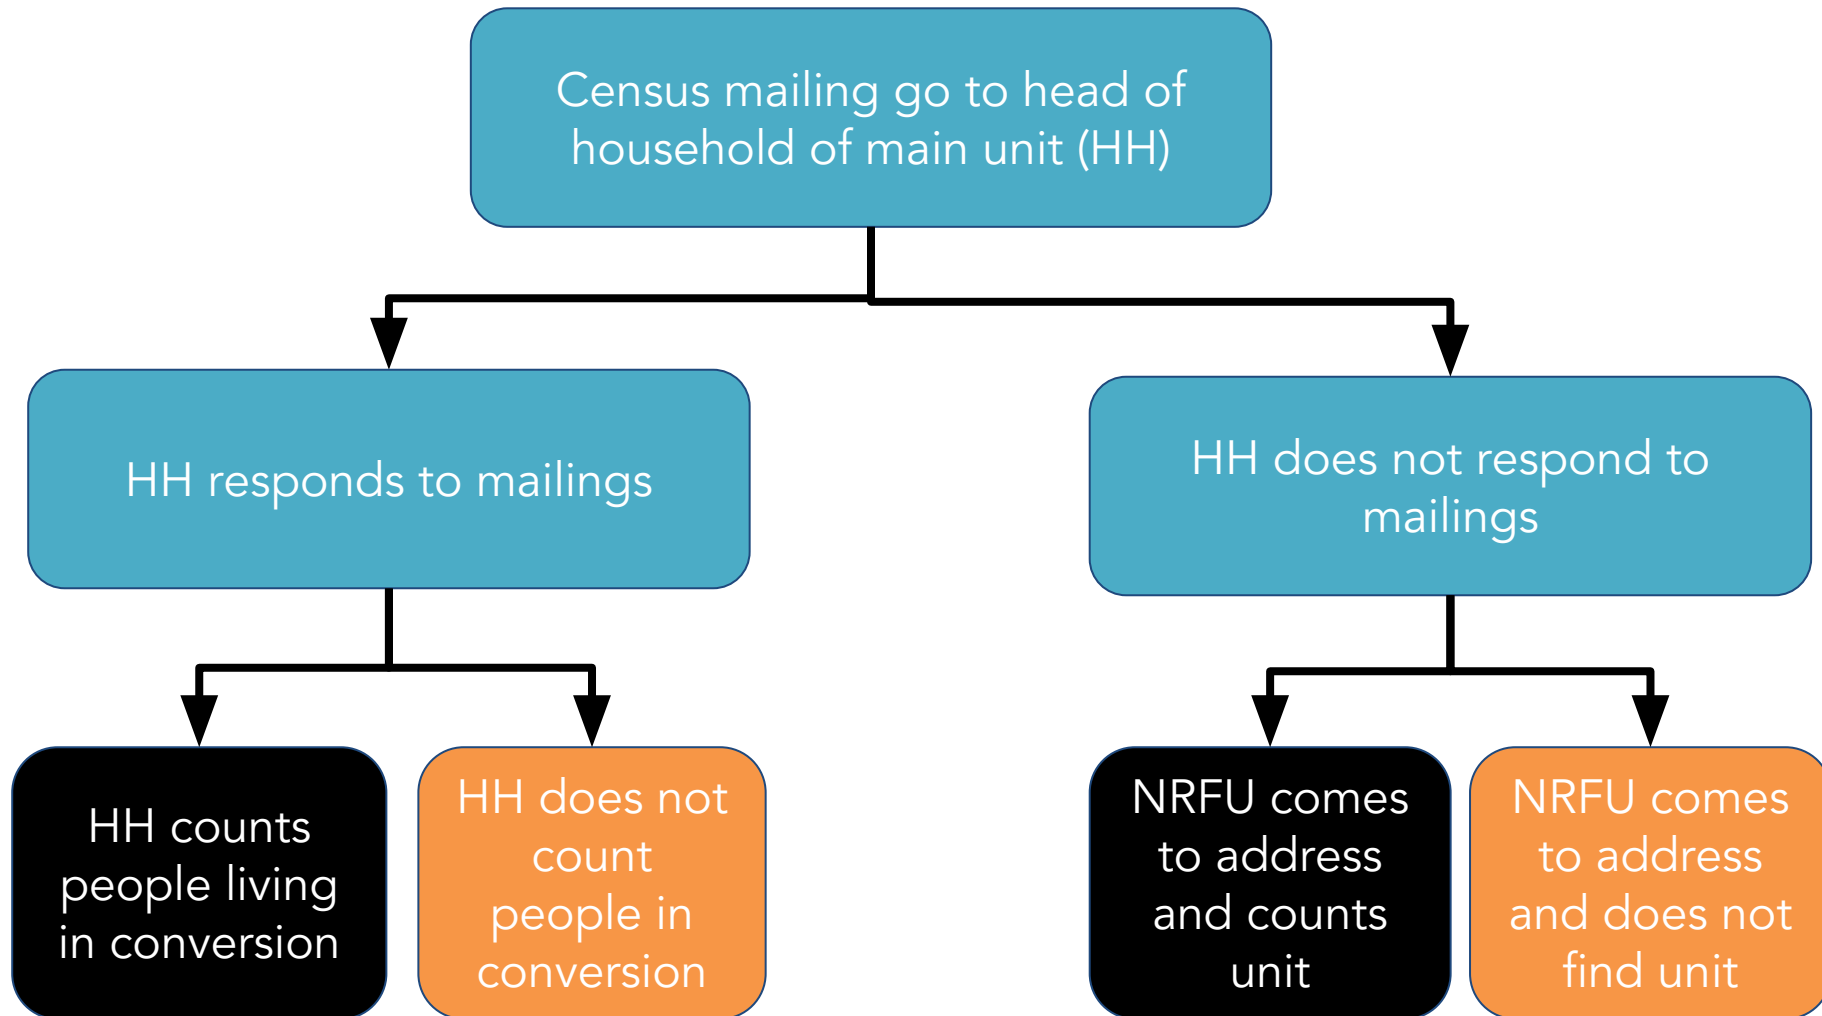 Census mailing go to head of
household of main unit (HH)
HH responds to mailings
HH does not respond to
mailings
HH counts
people living
in conversion
HH does not
count
people in
conversion
NRFU comes
to address
and counts
unit
NRFU comes
to address
and does not
find unit